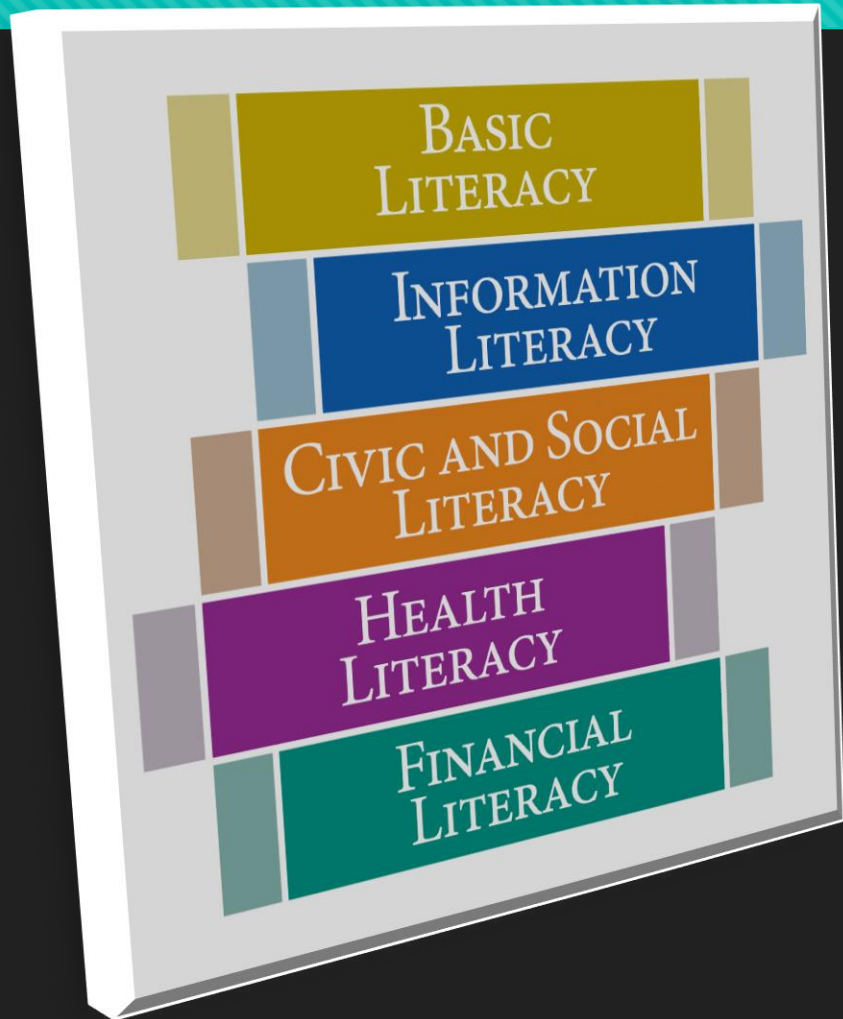 BASIC
LITERACY
INFORMATION
LITERACY
CIVIC AND SOCIAL
LITERACY
HEALTH
LITERACY
FINANCIAL
LITERACY